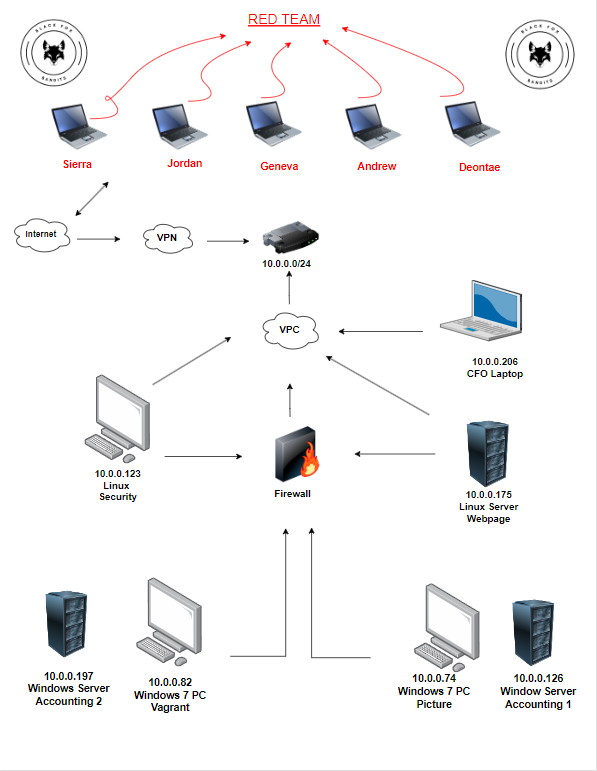 RED TEAM
BLACK FOX
BANDITS
BLACK FOX
BANDITS
Sierra
Jordan
Geneva
Andrew
Deontae
Internet
VPN
10.0.0.0/24
VPC
10.0.0.206
CFO Laptop
10.0.0.123
Linux
Security
Firewall
10.0.0.175
Linux Server
Webpage
10.0.0.197
Windows Server
Accounting 2
10.0.0.82
Windows 7 PC
Vagrant
10.0.0.74
Windows 7 PC
Picture
10.0.0.126
Window Server
Accounting 1